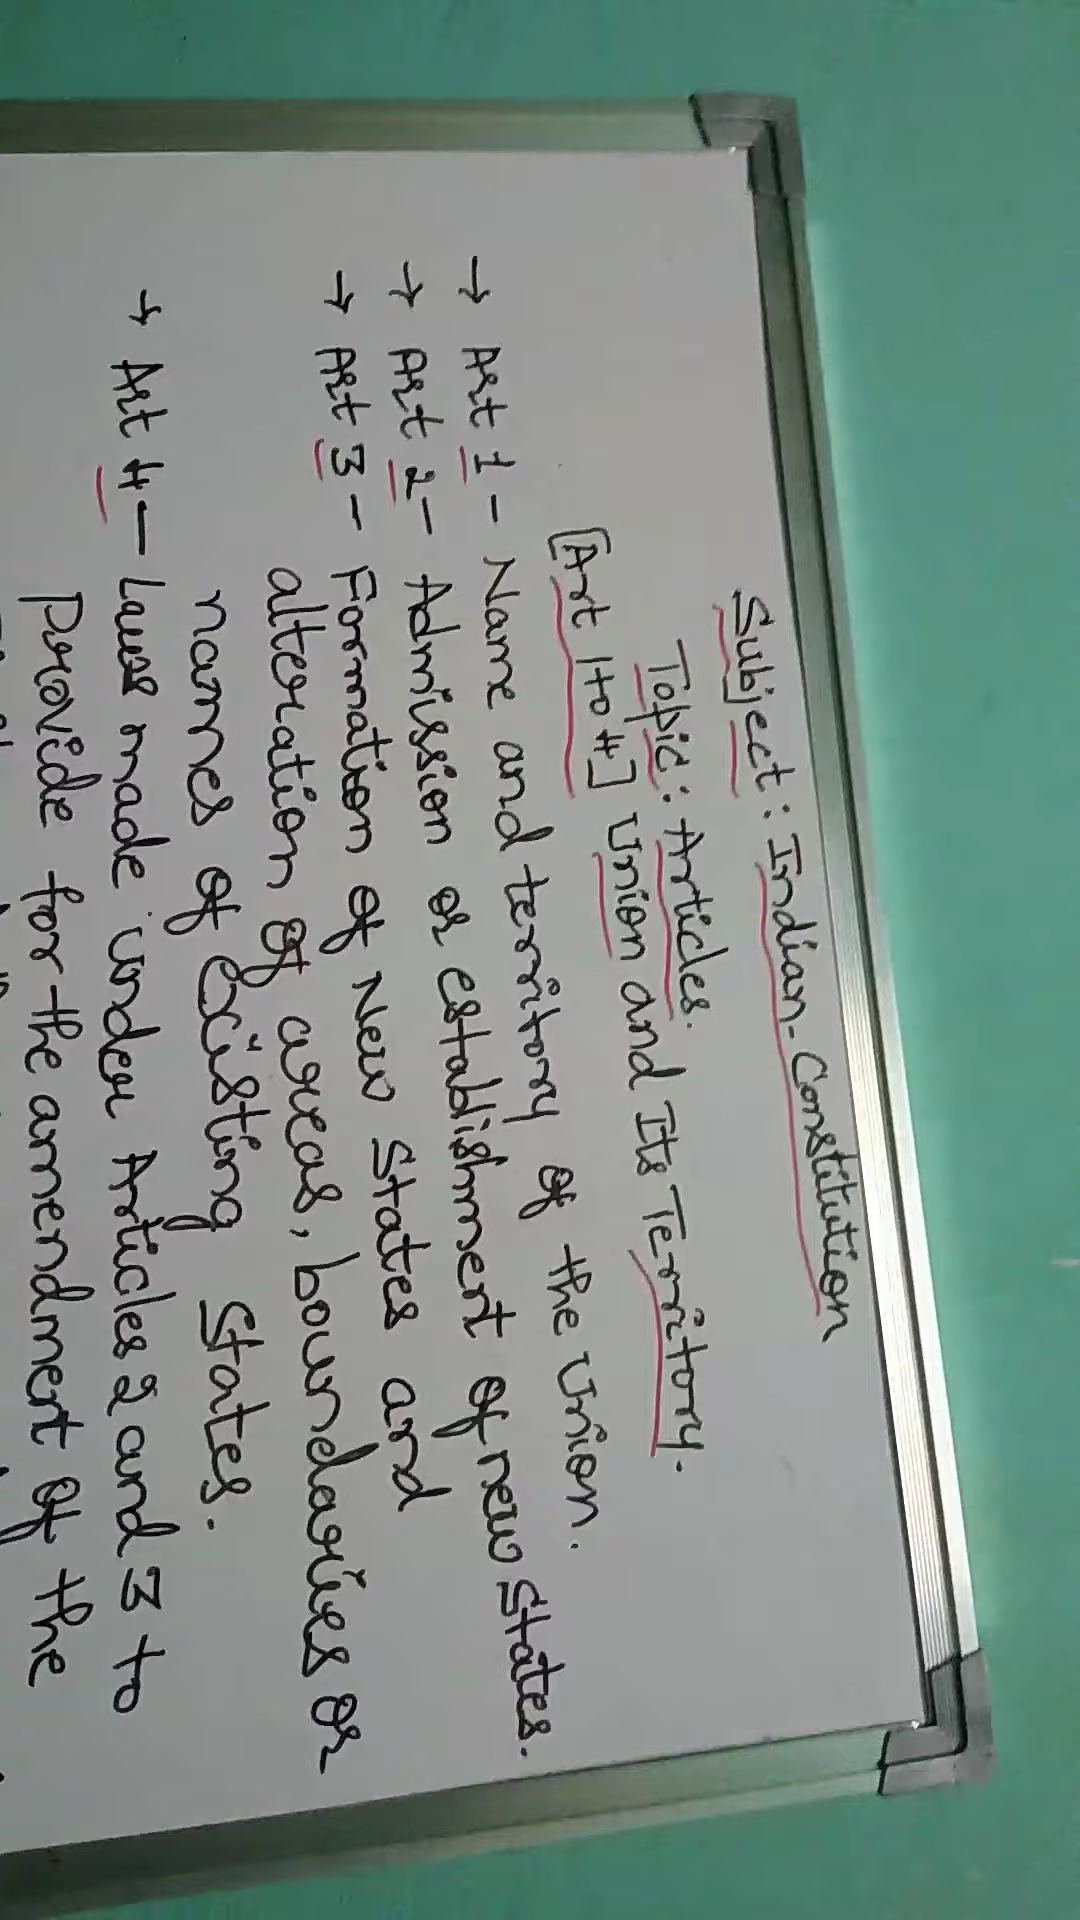 Subject: Indian-Constitution
Topic: Articles.
[Art 1 to 4] Union and Its Territory.
→ Art 1 - Name and territory of the Union.
→ Art 2 - Admission or establishment of new States.
→ Art 3 - Formation of New States and
alteration of areas, boundaries or
names of existing States.
→ Art 4 - Laws made under Articles 2 and 3 to
provide for the amendment of the